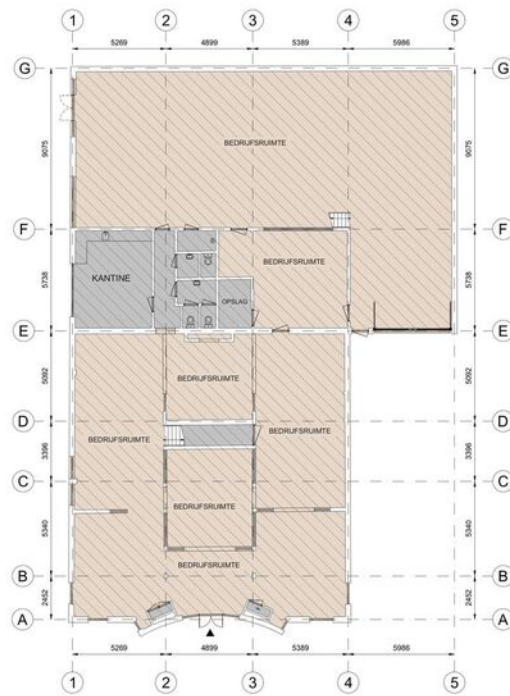 1 2 3 4 5
5269 4899 5389 5986
G G
9075
9075
BEDRIJFSRUIMTE
F F
BEDRIJFSRUIMTE
KANTINE
5738
5738
OPSLAG
E E
5092
5092
BEDRIJFSRUIMTE
D D
BEDRIJFSRUIMTE
BEDRIJFSRUIMTE
3396
3396
C C
BEDRIJFSRUIMTE
5340
5340
BEDRIJFSRUIMTE
B B
2452
2452
A A
5269 4899 5389 5986
1 2 3 4 5